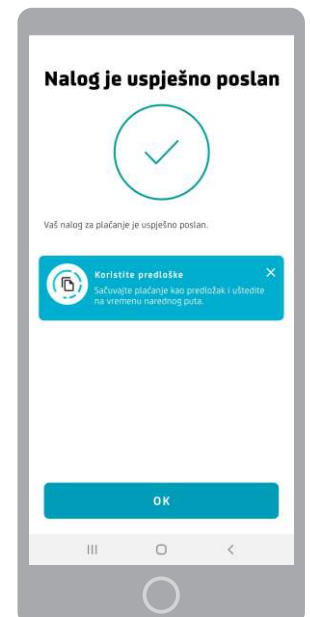 Nalog je uspješno poslan
Vaš nalog za plaćanje je uspješno poslan.
Koristite predloške
Sačuvajte plaćanje kao predložak i uštedite
na vremenu narednog puta.
OK